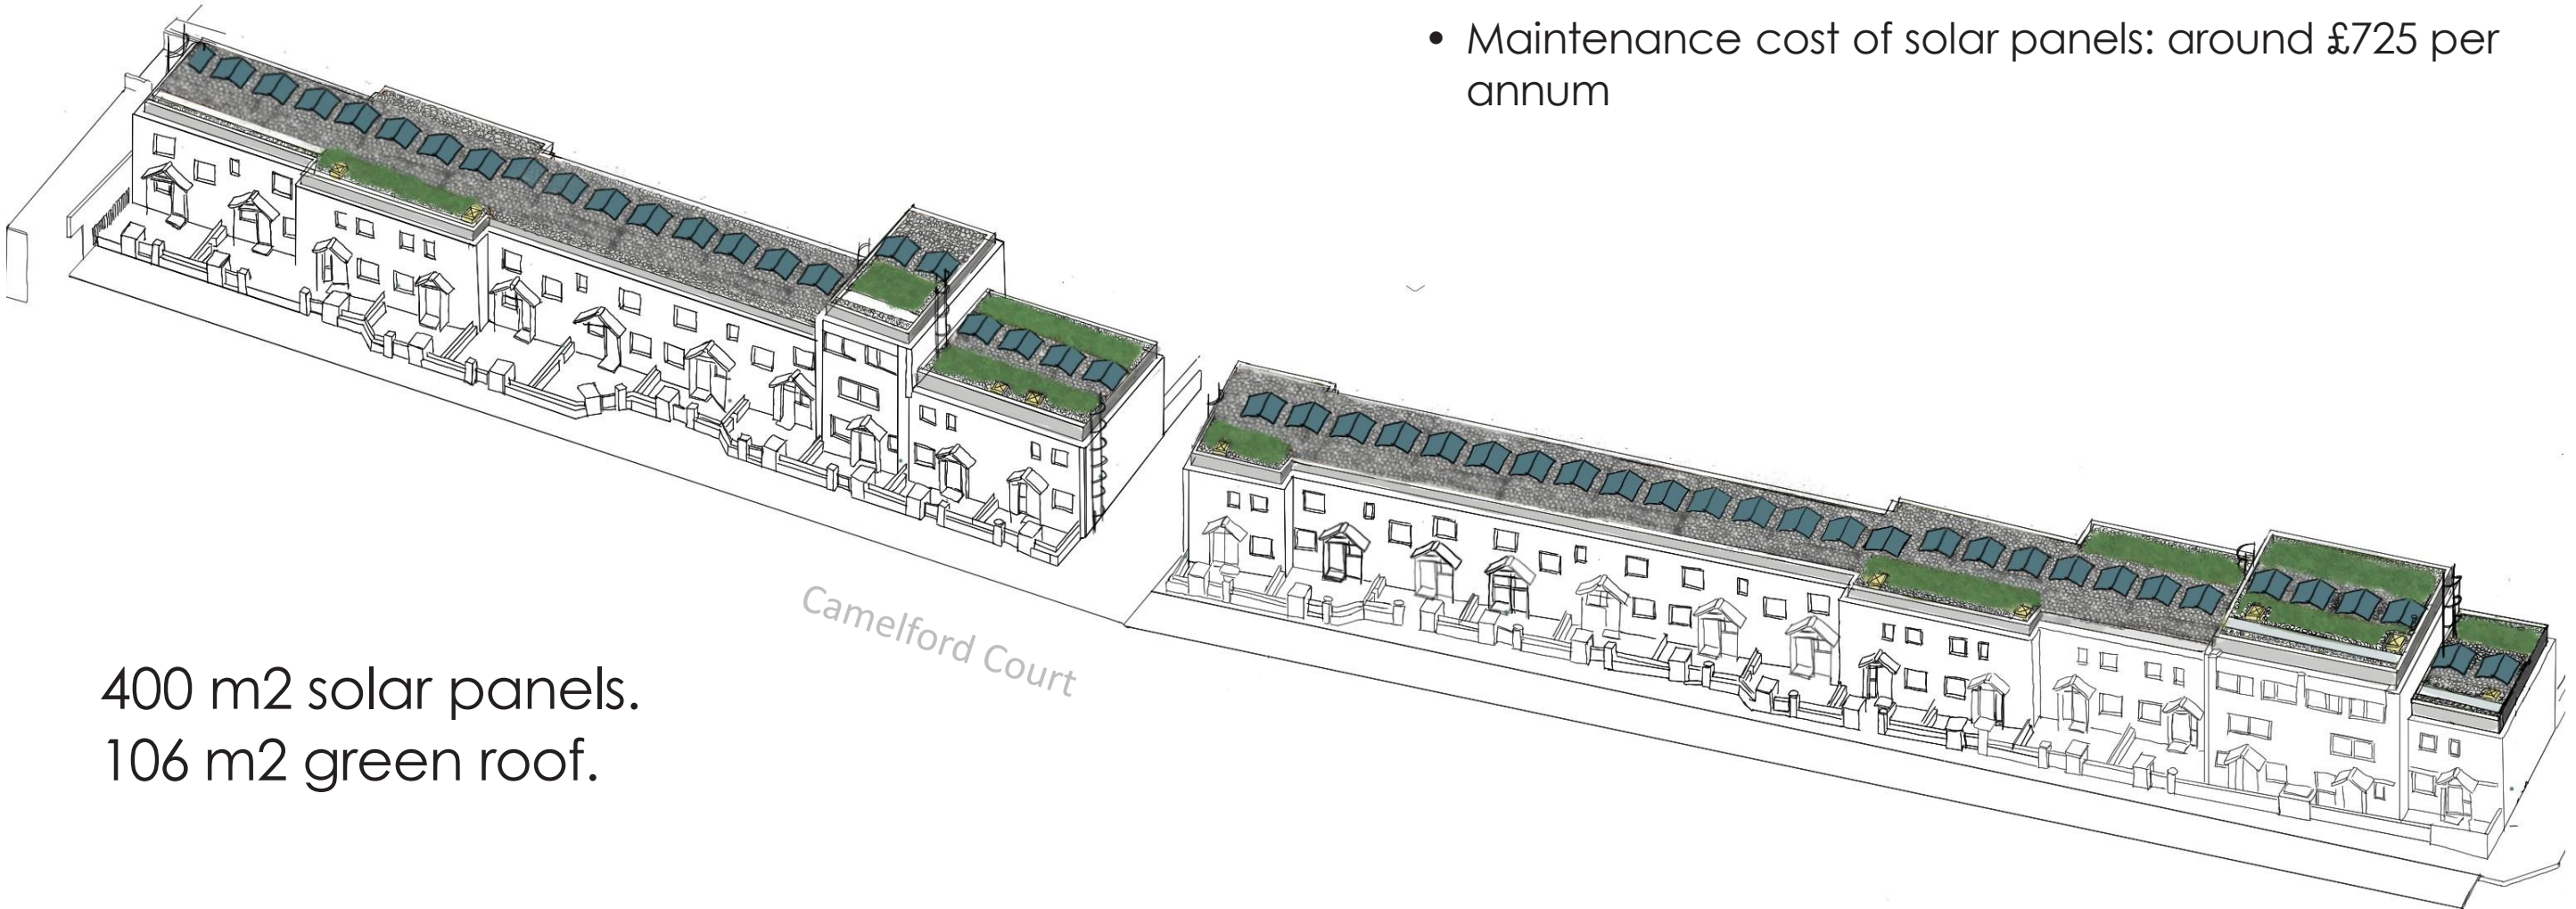 • Maintenance cost of solar panels: around £725 per
annum
Camelford Court
400 m2 solar panels.
106 m2 green roof.